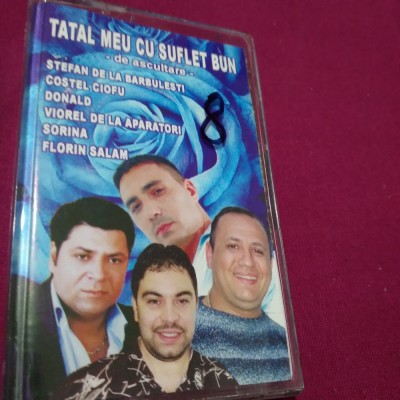 TATAL MEU CU SUFLET BUN
- de ascultare -
STEFAN DE LA BARBULESTI
COSTEL CIOFU
DONALD
VIOREL DE LA APARATORI
SORINA
FLORIN SALAM
8